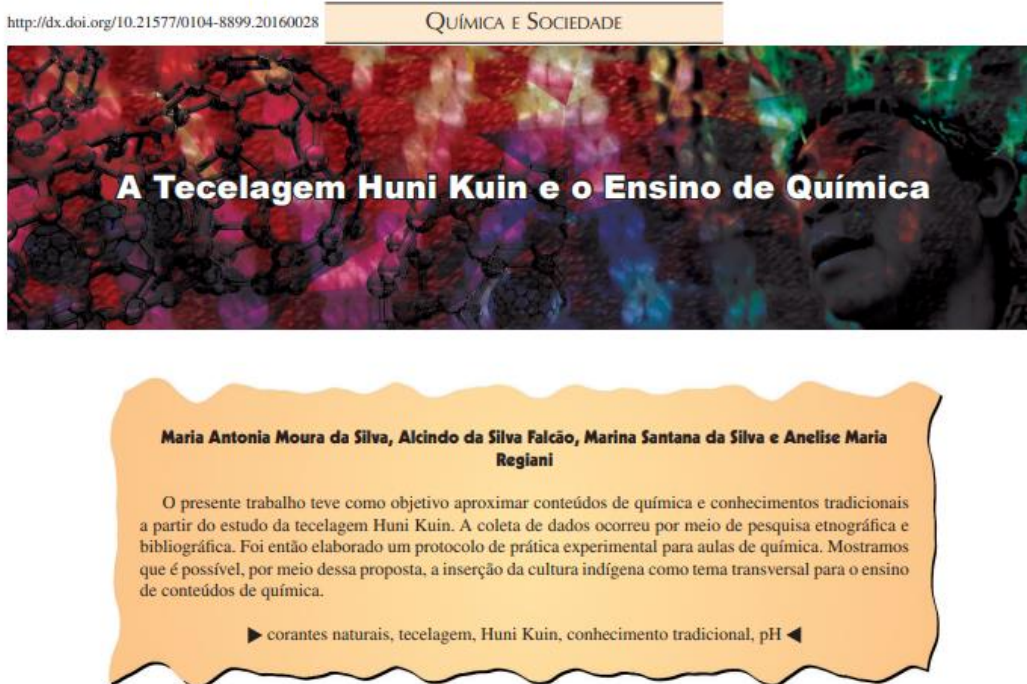 http://dx.doi.org/10.21577/0104-8899.20160028
QUÍMICA E SOCIEDADE
A Tecelagem Huni Kuin e o Ensino de Química
Maria Antonia Moura da Silva, Alcindo da Silva Falcão, Marina Santana da Silva e Anelise Maria
Regiani
O presente trabalho teve como objetivo aproximar conteúdos de química e conhecimentos tradicionais
a partir do estudo da tecelagem Huni Kuin. A coleta de dados ocorreu por meio de pesquisa etnográfica e
bibliográfica. Foi então elaborado um protocolo de prática experimental para aulas de química. Mostramos
que é possível, por meio dessa proposta, a inserção da cultura indígena como tema transversal para o ensino
de conteúdos de química.
▶ corantes naturais, tecelagem, Huni Kuin, conhecimento tradicional, pH ◀